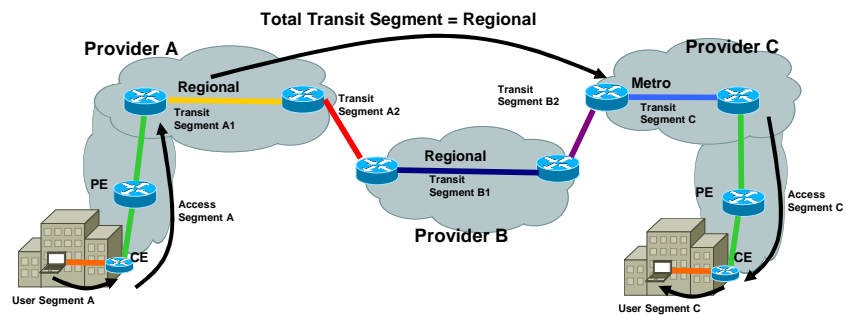 Total Transit Segment = Regional
Provider A
Provider C
Regional
Transit
Segment A1
Transit
Segment A2
Transit
Segment B2
Metro
Transit
Segment C
Regional
Transit
Segment B1
Provider B
PE
Access
Segment A
CE
User Segment A
PE
Access
Segment C
CE
User Segment C